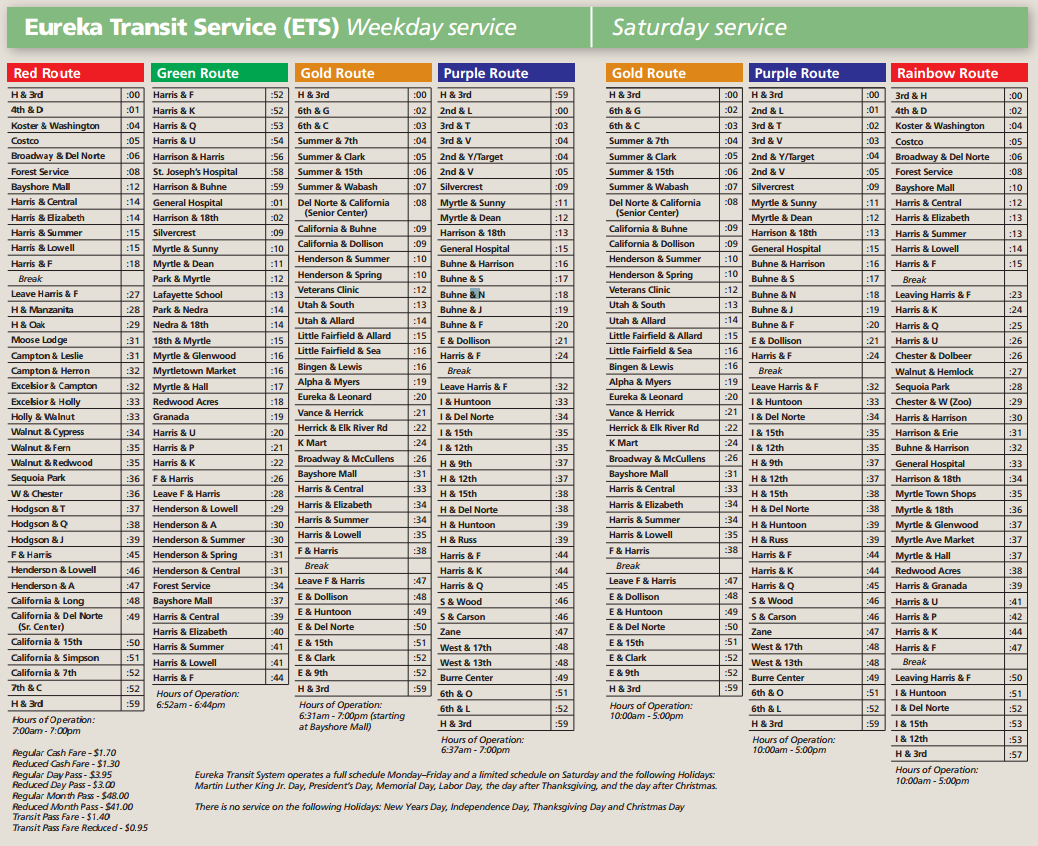 Eureka Transit Service (ETS) Weekday service
Saturday service
Red Route
H & 3rd :00
4th & D :01
Koster & Washington :04
Costco :05
Broadway & Del Norte :06
Forest Service :08
Bayshore Mall :12
Harris & Central :14
Harris & Elizabeth :14
Harris & Summer :15
Harris & Lowell :15
Harris & F :18
Break
Leave Harris & F :27
H & Manzanita :28
H & Oak :29
Moose Lodge :31
Campton & Leslie :31
Campton & Herron :32
Excelsior & Campton :32
Excelsior & Holly :33
Holly & Walnut :33
Walnut & Cypress :34
Walnut & Fern :35
Walnut & Redwood :35
Sequoia Park :36
W & Chester :36
Hodgson & T :37
Hodgson & Q :38
Hodgson & J :39
F & Harris :45
Henderson & Lowell :46
Henderson & A :47
California & Long :48
California & Del Norte :49
(Sr. Center)
California & 15th :50
California & Simpson :51
California & 7th :52
7th & C :52
H & 3rd :59
Hours of Operation:
7:00am - 7:00pm
Regular Cash Fare - $1.70
Reduced Cash Fare - $1.30
Regular Day Pass - $3.95
Reduced Day Pass - $3.00
Regular Month Pass - $48.00
Reduced Month Pass - $41.00
Transit Pass Fare - $1.40
Transit Pass Fare Reduced - $0.95
Green Route
Harris & F :52
Harris & K :52
Harris & Q :53
Harris & U :54
Harrison & Harris :56
St. Joseph's Hospital :58
Harrison & Buhne :59
General Hospital :01
Harrison & 18th :02
Silvercrest :09
Myrtle & Sunny :10
Myrtle & Dean :11
Park & Myrtle :12
Lafayette School :13
Park & Nedra :14
Nedra & 18th :14
18th & Myrtle :15
Myrtle & Glenwood :16
Myrtletown Market :16
Myrtle & Hall :17
Redwood Acres :18
Granada :19
Harris & U :20
Harris & P :21
Harris & K :22
F & Harris :26
Leave F & Harris :28
Henderson & Lowell :29
Henderson & A :30
Henderson & Summer :30
Henderson & Spring :31
Henderson & Central :31
Forest Service :34
Bayshore Mall :37
Harris & Central :39
Harris & Elizabeth :40
Harris & Summer :41
Harris & Lowell :41
Harris & F :44
Hours of Operation:
6:52am - 6:44pm
Gold Route
H & 3rd :00
6th & G :02
6th & C :03
Summer & 7th :04
Summer & Clark :05
Summer & 15th :06
Summer & Wabash :07
Del Norte & California :08
(Senior Center)
California & Buhne :09
California & Dollison :09
Henderson & Summer :10
Henderson & Spring :10
Veterans Clinic :12
Utah & South :13
Utah & Allard :14
Little Fairfield & Allard :15
Little Fairfield & Sea :16
Bingen & Lewis :16
Alpha & Myers :19
Eureka & Leonard :20
Vance & Herrick :21
Herrick & Elk River Rd :22
K Mart :24
Broadway & McCullens :26
Bayshore Mall :31
Harris & Central :33
Harris & Elizabeth :34
Harris & Summer :34
Harris & Lowell :35
F & Harris :38
Break
Leave F & Harris :47
E & Dollison :48
E & Huntoon :49
E & Del Norte :50
E & 15th :51
E & Clark :52
E & 9th :52
H & 3rd :59
Hours of Operation:
6:31am - 7:00pm (starting
at Bayshore Mall)
Purple Route
H & 3rd :59
2nd & L :00
3rd & T :03
3rd & V :04
2nd & Y/Target :04
2nd & V :05
Silvercrest :09
Myrtle & Sunny :11
Myrtle & Dean :12
Harrison & 18th :13
General Hospital :15
Buhne & Harrison :16
Buhne & S :17
Buhne & N :18
Buhne & J :19
Buhne & F :20
E & Dollison :21
Harris & F :24
Break
Leave Harris & F :32
I & Huntoon :33
I & Del Norte :34
I & 15th :35
I & 12th :35
H & 9th :37
H & 12th :37
H & 15th :38
H & Del Norte :38
H & Huntoon :39
H & Russ :39
Harris & F :44
Harris & K :44
Harris & Q :45
S & Wood :46
S & Carson :46
Zane :47
West & 17th :48
West & 13th :48
Burre Center :49
6th & O :51
6th & L :52
H & 3rd :59
Hours of Operation:
6:37am - 7:00pm
Gold Route
H & 3rd :00
6th & G :02
6th & C :03
Summer & 7th :04
Summer & Clark :05
Summer & 15th :06
Summer & Wabash :07
Del Norte & California :08
(Senior Center)
California & Buhne :09
California & Dollison :09
Henderson & Summer :10
Henderson & Spring :10
Veterans Clinic :12
Utah & South :13
Utah & Allard :14
Little Fairfield & Allard :15
Little Fairfield & Sea :16
Bingen & Lewis :16
Alpha & Myers :19
Eureka & Leonard :20
Vance & Herrick :21
Herrick & Elk River Rd :22
K Mart :24
Broadway & McCullens :26
Bayshore Mall :31
Harris & Central :33
Harris & Elizabeth :34
Harris & Summer :34
Harris & Lowell :35
F & Harris :38
Break
Leave F & Harris :47
E & Dollison :48
E & Huntoon :49
E & Del Norte :50
E & 15th :51
E & Clark :52
E & 9th :52
H & 3rd :59
Hours of Operation:
10:00am - 5:00pm
Purple Route
H & 3rd :00
2nd & L :01
3rd & T :02
3rd & V :03
2nd & Y/Target :04
2nd & V :05
Silvercrest :09
Myrtle & Sunny :11
Myrtle & Dean :12
Harrison & 18th :13
General Hospital :15
Buhne & Harrison :16
Buhne & S :17
Buhne & N :18
Buhne & J :19
Buhne & F :20
E & Dollison :21
Harris & F :24
Break
Leave Harris & F :32
I & Huntoon :33
I & Del Norte :34
I & 15th :35
I & 12th :35
H & 9th :37
H & 12th :37
H & 15th :38
H & Del Norte :38
H & Huntoon :39
H & Russ :39
Harris & F :44
Harris & K :44
Harris & Q :45
S & Wood :46
S & Carson :46
Zane :47
West & 17th :48
West & 13th :48
Burre Center :49
6th & O :51
6th & L :52
H & 3rd :59
Hours of Operation:
10:00am - 5:00pm
Rainbow Route
3rd & H :00
4th & D :02
Koster & Washington :04
Costco :05
Broadway & Del Norte :06
Forest Service :08
Bayshore Mall :10
Harris & Central :12
Harris & Elizabeth :13
Harris & Summer :13
Harris & Lowell :14
Harris & F :15
Break
Leaving Harris & F :23
Harris & K :24
Harris & Q :25
Harris & U :26
Chester & Dolbeer :26
Walnut & Hemlock :27
Sequoia Park :28
Chester & W (Zoo) :29
Harris & Harrison :30
Harrison & Erie :31
Buhne & Harrison :32
General Hospital :33
Harrison & 18th :34
Myrtle Town Shops :35
Myrtle & 18th :36
Myrtle & Glenwood :37
Myrtle Ave Market :37
Myrtle & Hall :37
Redwood Acres :38
Harris & Granada :39
Harris & U :41
Harris & P :42
Harris & K :44
Harris & F :47
Break
Leaving Harris & F :50
I & Huntoon :51
I & Del Norte :52
I & 15th :53
I & 12th :53
H & 3rd :57
Hours of Operation:
10:00am - 5:00pm
Eureka Transit System operates a full schedule Monday–Friday and a limited schedule on Saturday and the following Holidays:
Martin Luther King Jr. Day, President's Day, Memorial Day, Labor Day, the day after Thanksgiving, and the day after Christmas.
There is no service on the following Holidays: New Years Day, Independence Day, Thanksgiving Day and Christmas Day